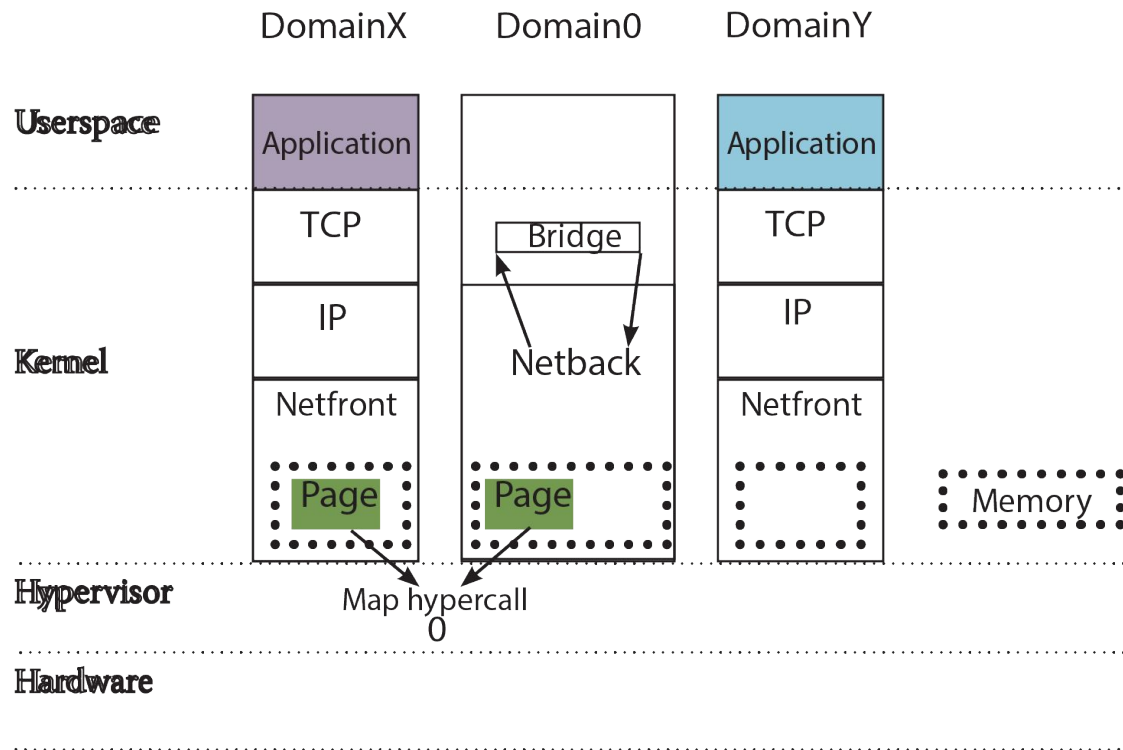 DomainX
Domain0
DomainY
Userspace
Application
Application
TCP
Bridge
TCP
IP
IP
Kernel
Netback
Netfront
Netfront
Page
Page
Memory
Hypervisor
Map hypercall
0
Hardware